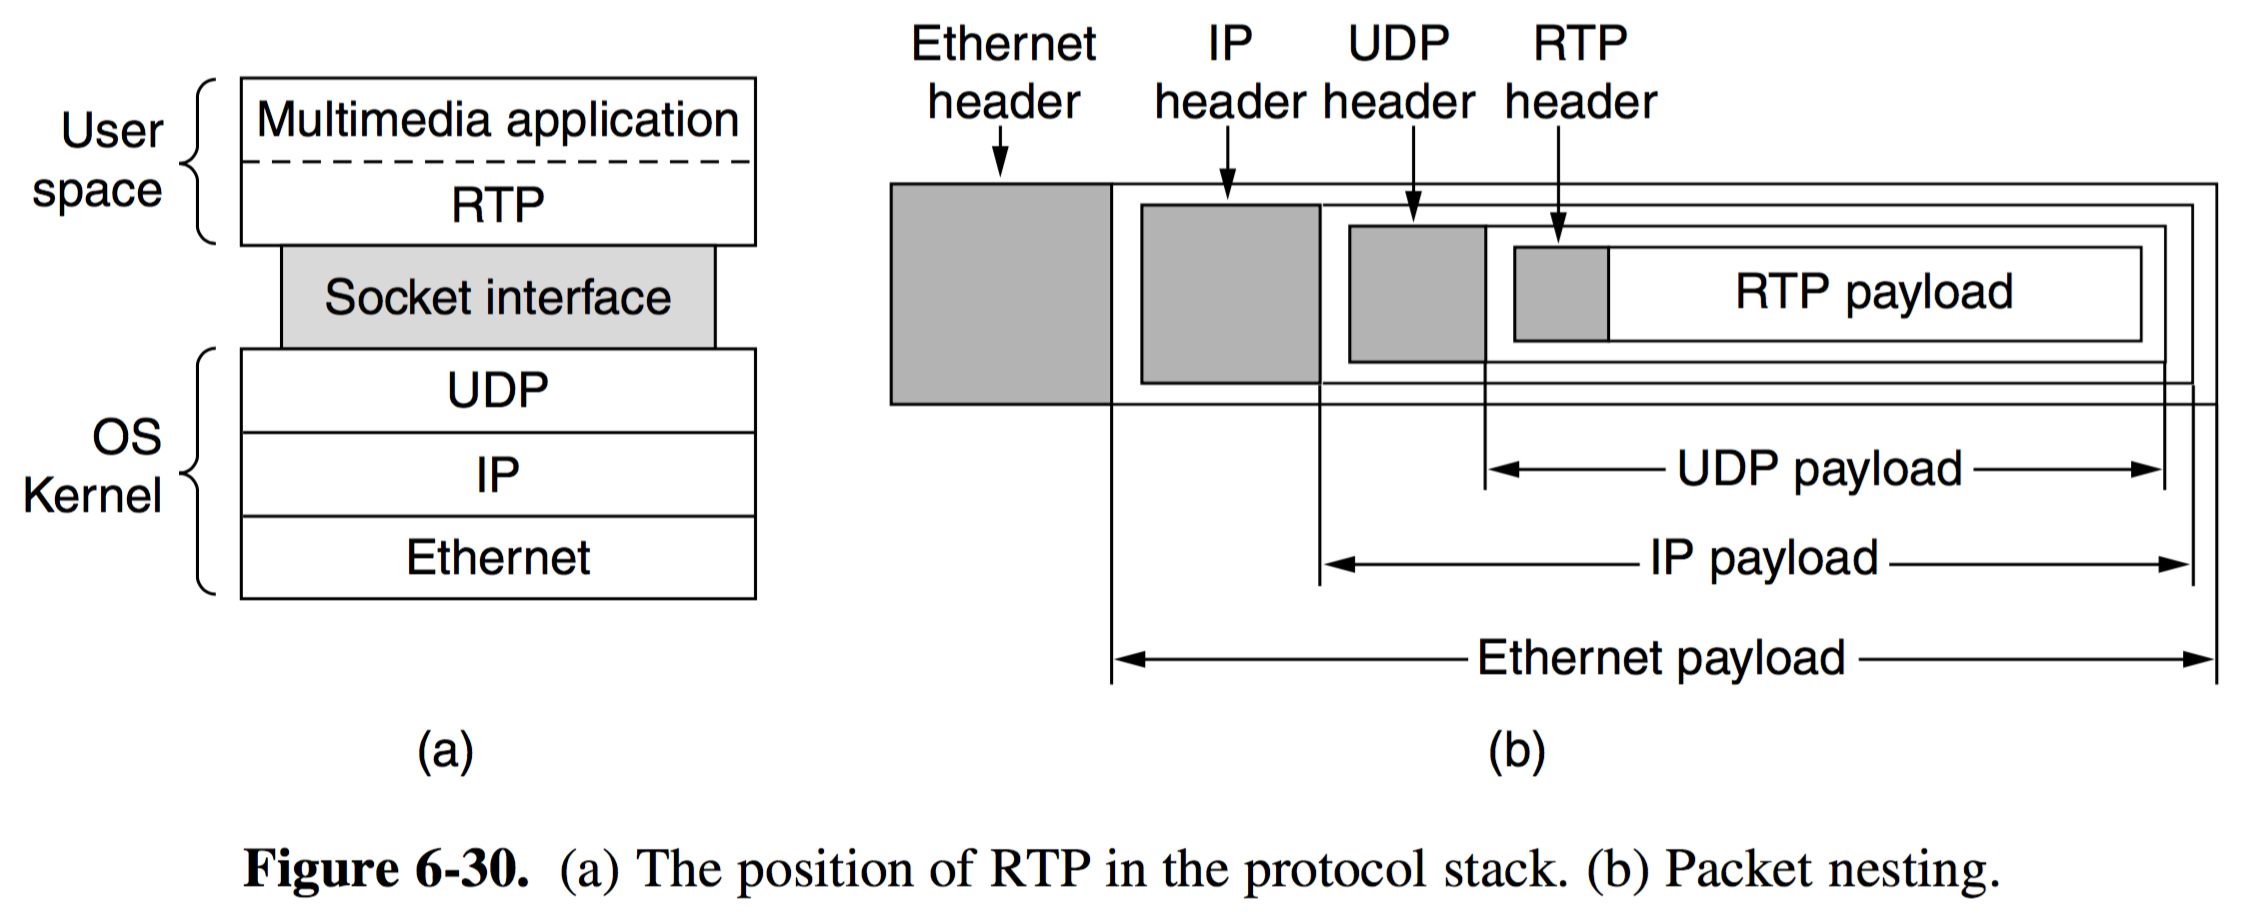 User
space
Multimedia application
RTP
Socket interface
OS
Kernel
UDP
IP
Ethernet
(a)
Ethernet
header
IP
header
UDP
header
RTP
header
RTP payload
UDP payload
IP payload
Ethernet payload
(b)
Figure 6-30. (a) The position of RTP in the protocol stack. (b) Packet nesting.